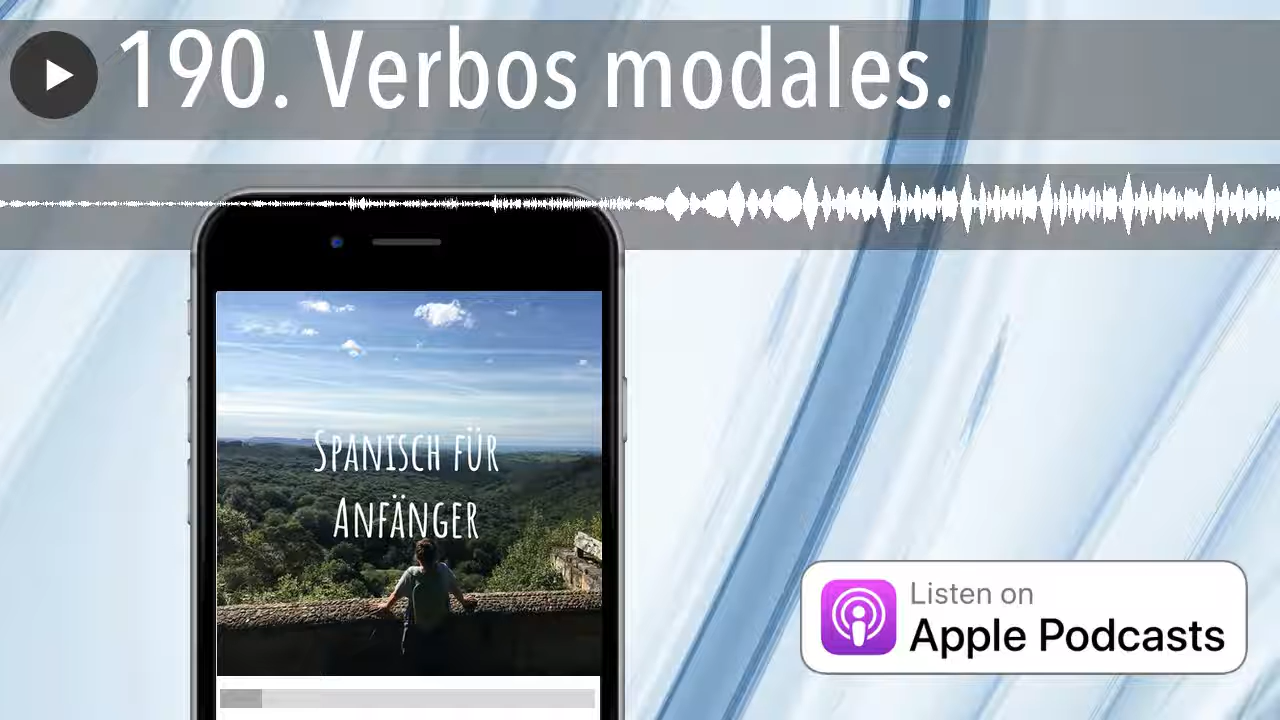 190. Verbos modales.
Spanisch für
Anfänger
Listen on
Apple Podcasts